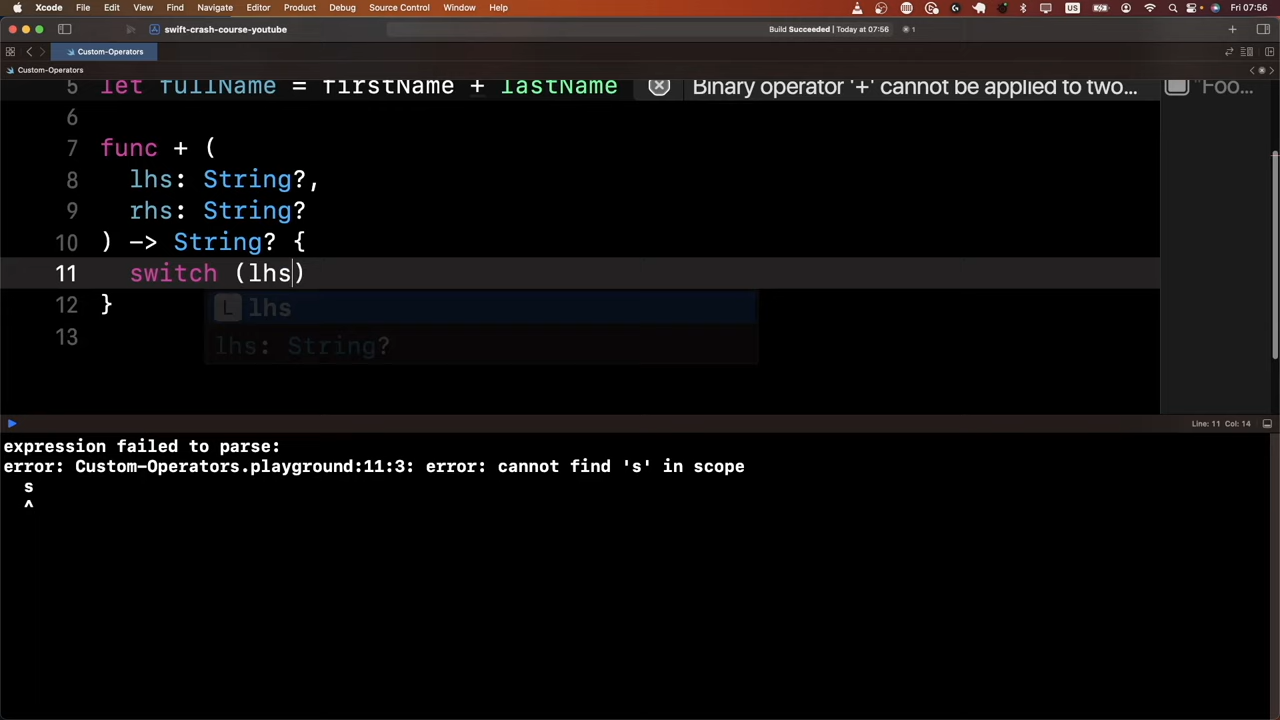 Xcode File Edit View Find Navigate Editor Product Debug Source Control Window Help US Fri 07:56
swift-crash-course-youtube Build Succeeded | Today at 07:56 1
Custom-Operators
Custom-Operators
5 let fullName = firstName + lastName Binary operator '+' cannot be applied to two... "Foo...
6
7 func + (
8 lhs: String?,
9 rhs: String?
10 ) -> String? {
11 switch (lhs)
12 }
L lhs
13
lhs: String?
Line: 11 Col: 14
expression failed to parse:
error: Custom-Operators.playground:11:3: error: cannot find 's' in scope
s
^